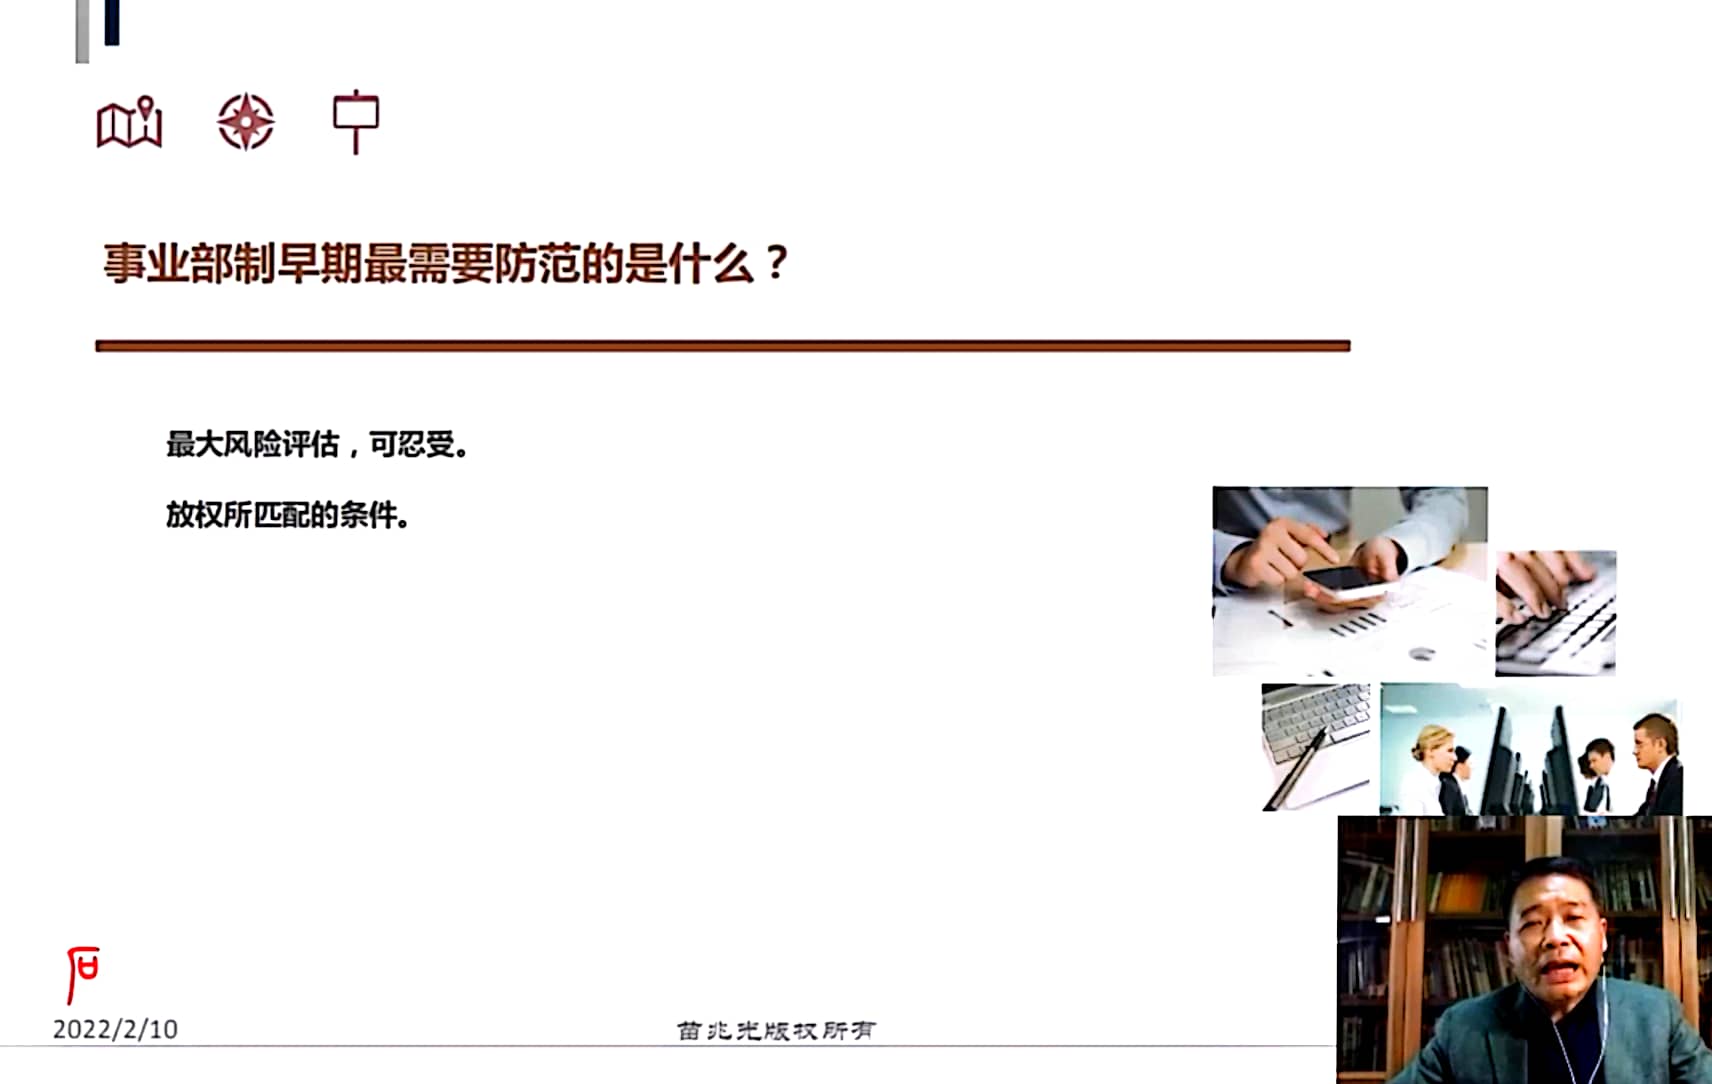 事业部制早期最需要防范的是什么？
最大风险评估，可忍受。
放权所匹配的条件。
2022/2/10
苗兆光版权所有